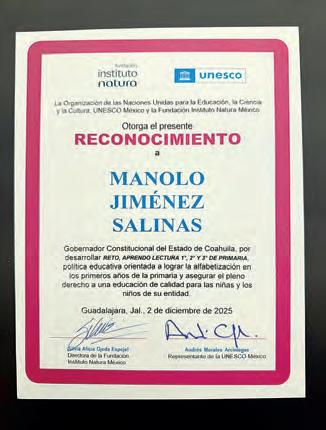 fundación
instituto
natura
unesco
La Organización de las Naciones Unidas para la Educación, la Ciencia
y la Cultura, UNESCO México y la Fundación Instituto Natura México
Otorga el presente
RECONOCIMIENTO
a
MANOLO
JIMÉNEZ
SALINAS
Gobernador Constitucional del Estado de Coahuila, por
desarrollar RETO, APRENDO LECTURA 1°, 2° Y 3° DE PRIMARIA,
política educativa orientada a lograr la alfabetización en
los primeros años de la primaria y asegurar el pleno
derecho a una educación de calidad para las niñas y los
niños de su entidad.
Guadalajara, Jal., 2 de diciembre de 2025
Silvia Alicia Ojeda Espejel
Directora de la Fundación
Instituto Natura México
Andrés Morales Arciniegas
Representante de la UNESCO México